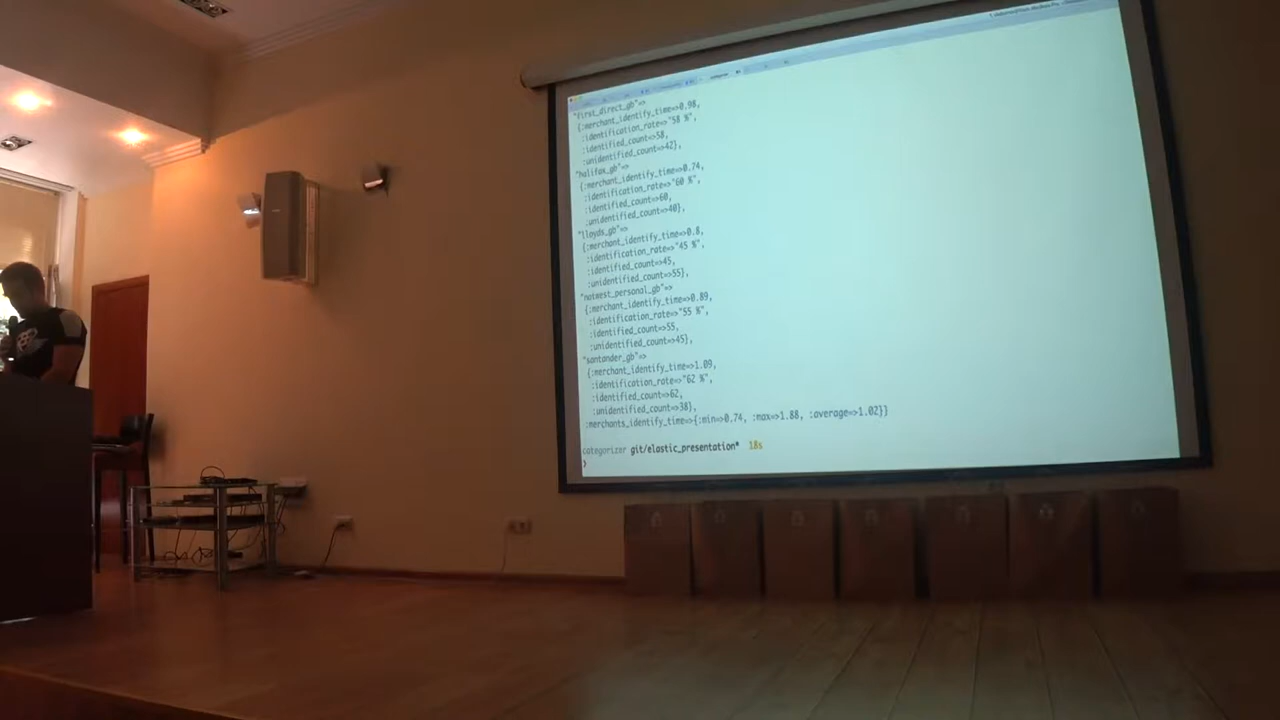 "first_direct_gb"=>
{:merchant_identify_time=>0.98,
:identification_rate=>"58 %",
:identified_count=>58,
:unidentified_count=>42},
"halifax_gb"=>
{:merchant_identify_time=>0.74,
:identification_rate=>"60 %",
:identified_count=>60,
:unidentified_count=>40},
"lloyds_gb"=>
{:merchant_identify_time=>0.8,
:identification_rate=>"45 %",
:identified_count=>45,
:unidentified_count=>55},
"natwest_personal_gb"=>
{:merchant_identify_time=>0.89,
:identification_rate=>"55 %",
:identified_count=>55,
:unidentified_count=>45},
"santander_gb"=>
{:merchant_identify_time=>1.09,
:identification_rate=>"62 %",
:identified_count=>62,
:unidentified_count=>38},
:merchants_identify_time=>{:min=>0.74, :max=>1.88, :average=>1.02}}
categorizer git/elastic_presentation* 18s
❯